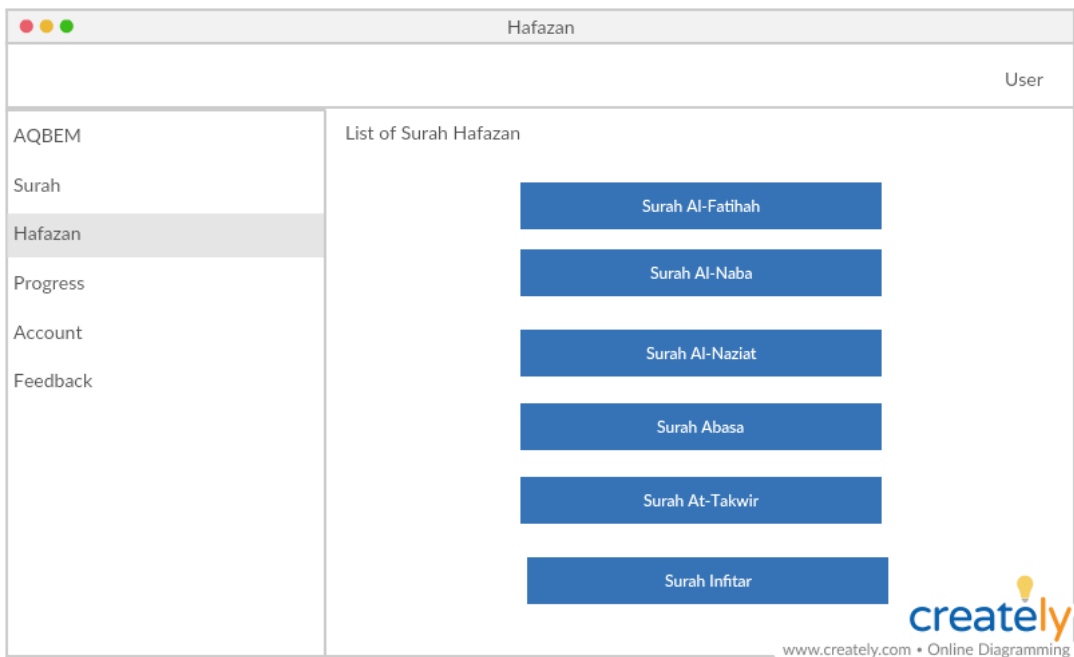 Hafazan
User
AQBEM
Surah
Hafazan
Progress
Account
Feedback
List of Surah Hafazan
Surah Al-Fatihah
Surah Al-Naba
Surah Al-Naziat
Surah Abasa
Surah At-Takwir
Surah Infitar
creately
www.creately.com • Online Diagramming